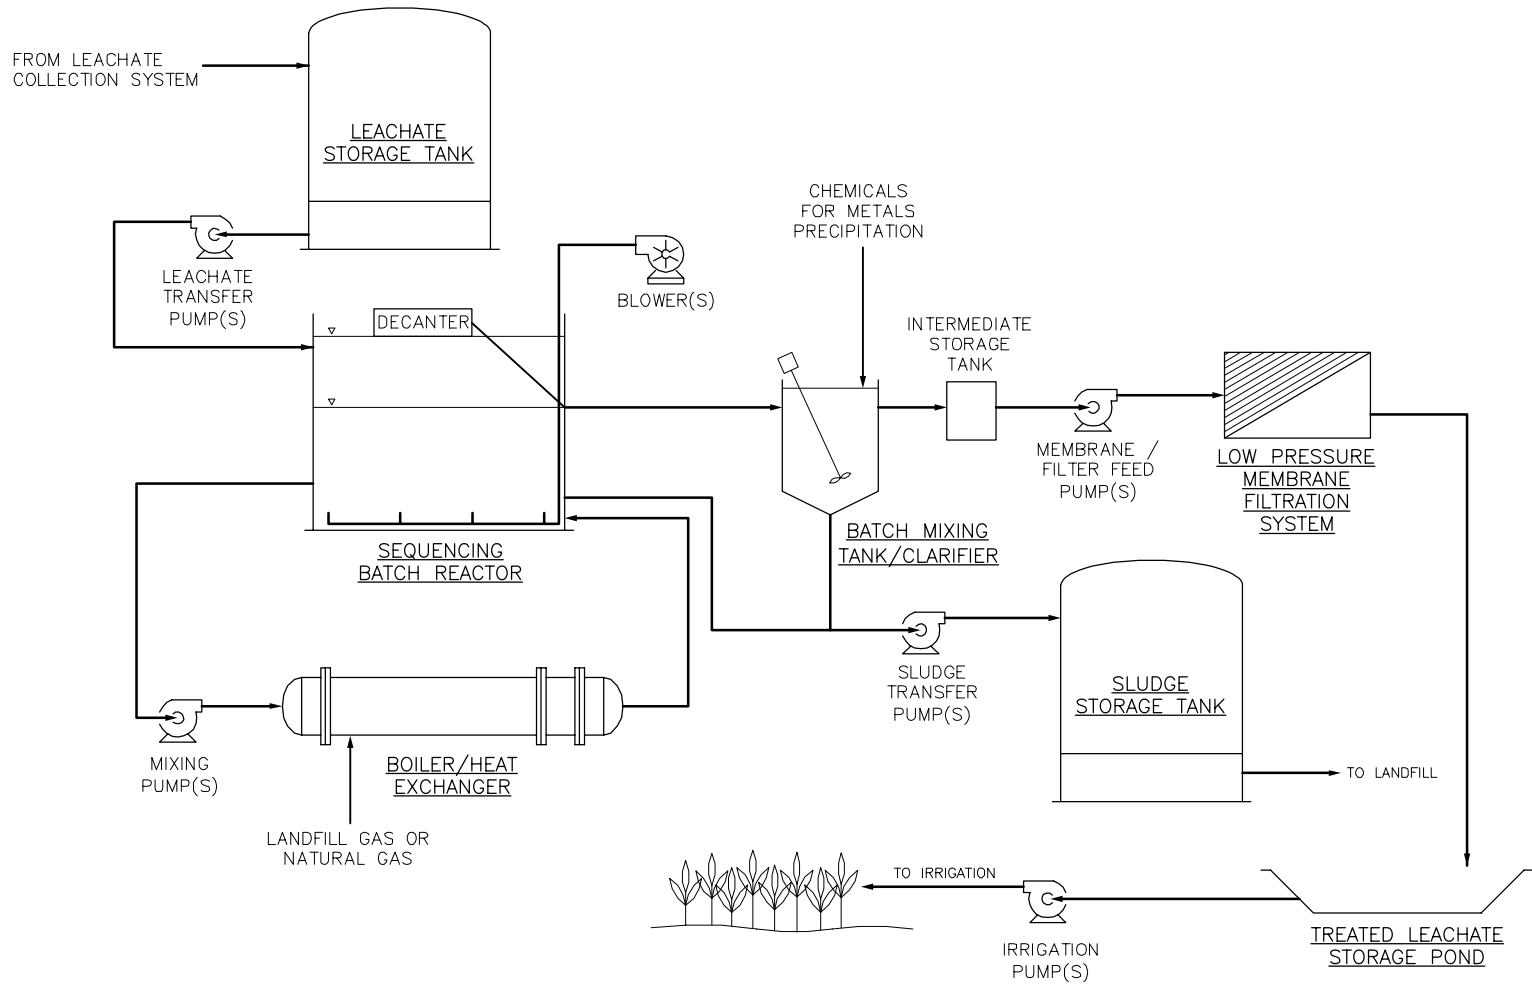 FROM LEACHATE
COLLECTION SYSTEM
LEACHATE
STORAGE TANK
LEACHATE
TRANSFER
PUMP(S)
BLOWER(S)
CHEMICALS
FOR METALS
PRECIPITATION
DECANTER
INTERMEDIATE
STORAGE
TANK
MEMBRANE /
FILTER FEED
PUMP(S)
LOW PRESSURE
MEMBRANE
FILTRATION
SYSTEM
SEQUENCING
BATCH REACTOR
BATCH MIXING
TANK/CLARIFIER
SLUDGE
TRANSFER
PUMP(S)
SLUDGE
STORAGE TANK
MIXING
PUMP(S)
BOILER/HEAT
EXCHANGER
TO LANDFILL
LANDFILL GAS OR
NATURAL GAS
TO IRRIGATION
IRRIGATION
PUMP(S)
TREATED LEACHATE
STORAGE POND